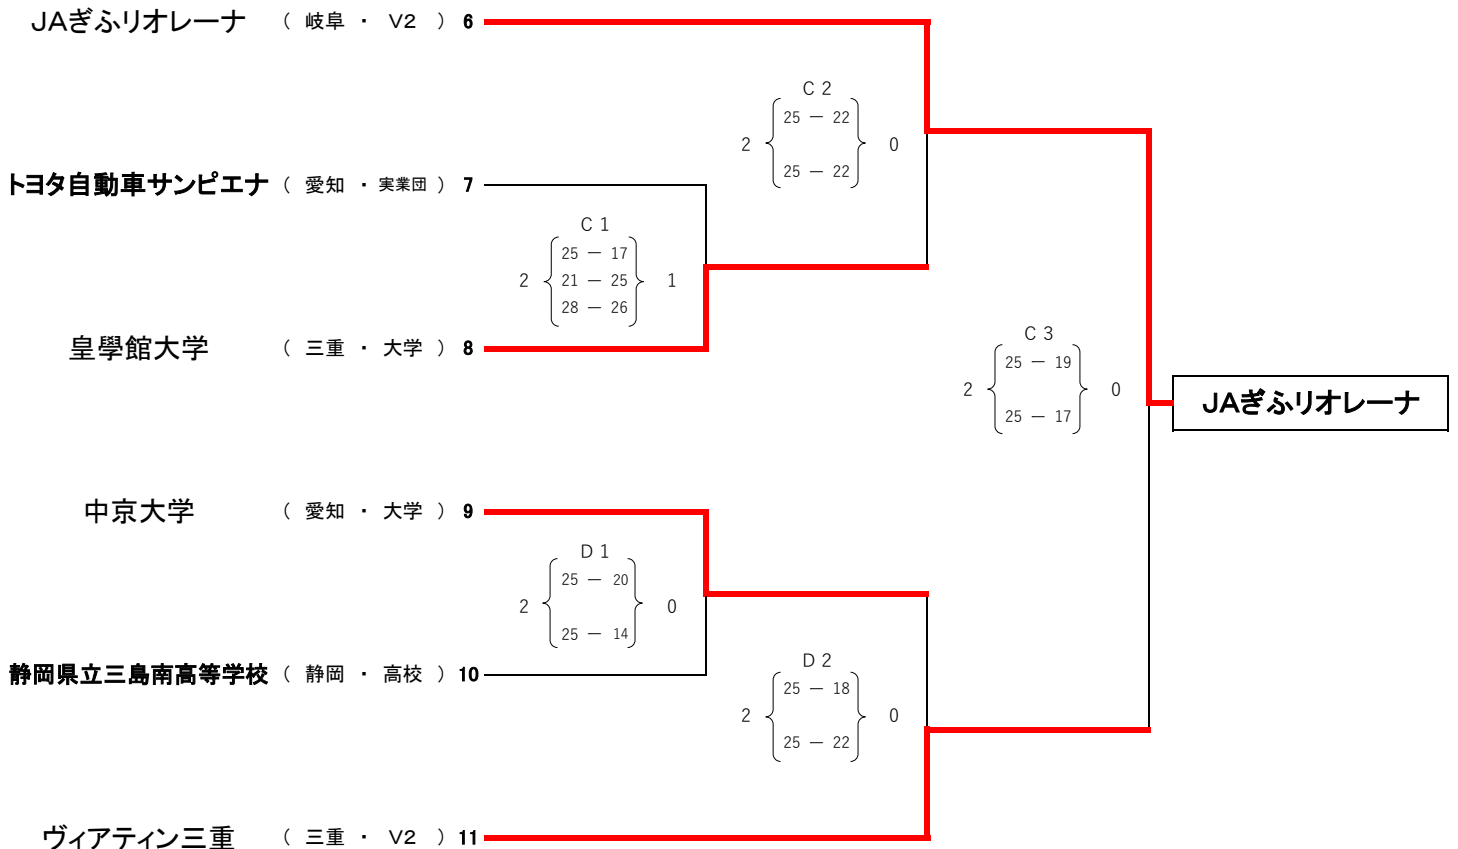 JAぎふリオレーナ （ 岐阜 ・ V2 ） 6
C 2
25 － 22
2 0
25 － 22
トヨタ自動車サンピエナ （ 愛知 ・ 実業団 ） 7
C 1
25 － 17
2 21 － 25 1
28 － 26
皇學館大学 （ 三重 ・ 大学 ） 8
C 3
25 － 19
2 0
25 － 17
JAぎふリオレーナ
中京大学 （ 愛知 ・ 大学 ） 9
D 1
25 － 20
2 0
25 － 14
静岡県立三島南高等学校 （ 静岡 ・ 高校 ） 10
D 2
25 － 18
2 0
25 － 22
ヴィアティン三重 （ 三重 ・ V2 ） 11